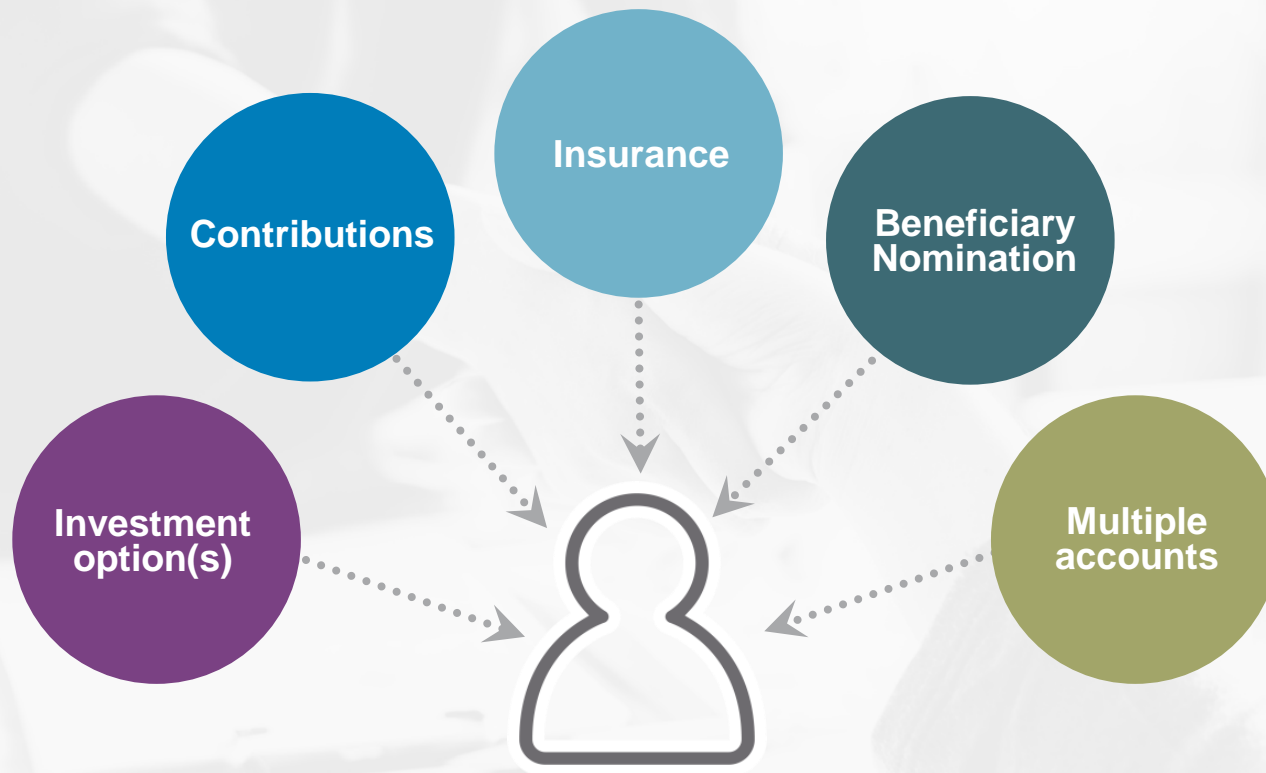 Insurance
Contributions
Beneficiary
Nomination
Investment
option(s)
Multiple
accounts